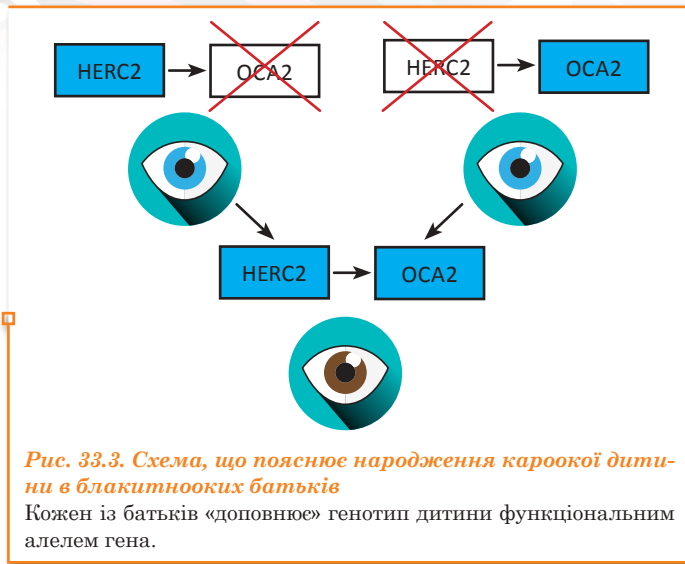 HERC2 OCA2 HERC2 OCA2
HERC2 OCA2
Рис. 33.3. Схема, що пояснює народження кароокої дити-
ни в блакитнооких батьків
Кожен із батьків «доповнює» генотип дитини функціональним
алелем гена.